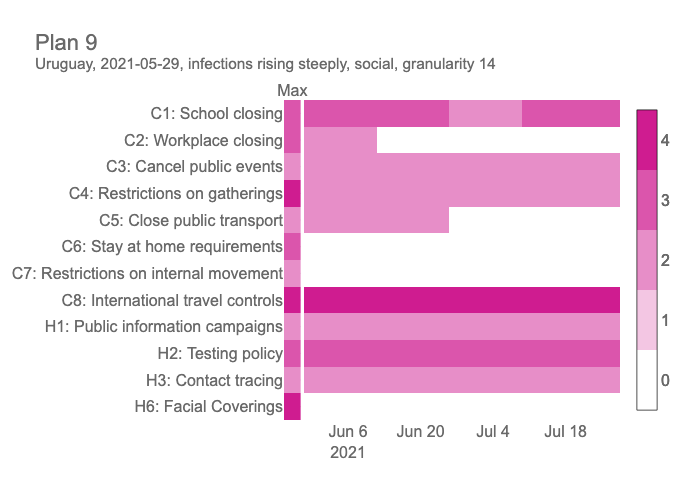 Plan 9
Uruguay, 2021-05-29, infections rising steeply, social, granularity 14
Max
C1: School closing
C2: Workplace closing
C3: Cancel public events
C4: Restrictions on gatherings
C5: Close public transport
C6: Stay at home requirements
C7: Restrictions on internal movement
C8: International travel controls
H1: Public information campaigns
H2: Testing policy
H3: Contact tracing
H6: Facial Coverings
4
3
2
1
0
Jun 6 Jun 20 Jul 4 Jul 18
2021